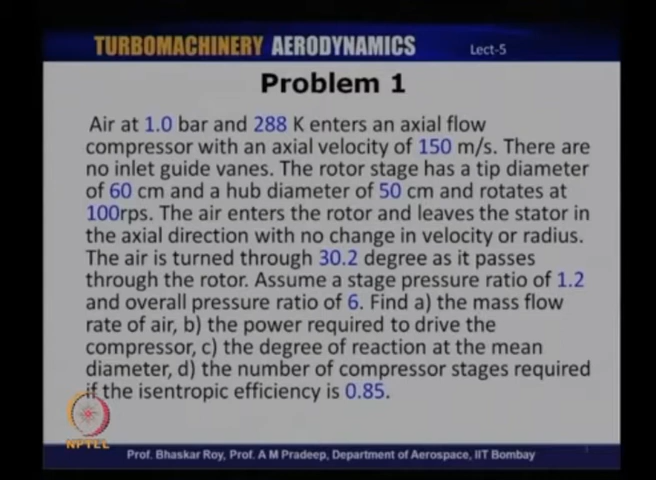 TURBOMACHINERY AERODYNAMICS
Lect-5
Problem 1
Air at 1.0 bar and 288 K enters an axial flow
compressor with an axial velocity of 150 m/s. There are
no inlet guide vanes. The rotor stage has a tip diameter
of 60 cm and a hub diameter of 50 cm and rotates at
100rps. The air enters the rotor and leaves the stator in
the axial direction with no change in velocity or radius.
The air is turned through 30.2 degree as it passes
through the rotor. Assume a stage pressure ratio of 1.2
and overall pressure ratio of 6. Find a) the mass flow
rate of air, b) the power required to drive the
compressor, c) the degree of reaction at the mean
diameter, d) the number of compressor stages required
if the isentropic efficiency is 0.85.
NPTEL
Prof. Bhaskar Roy, Prof. A M Pradeep, Department of Aerospace, IIT Bombay